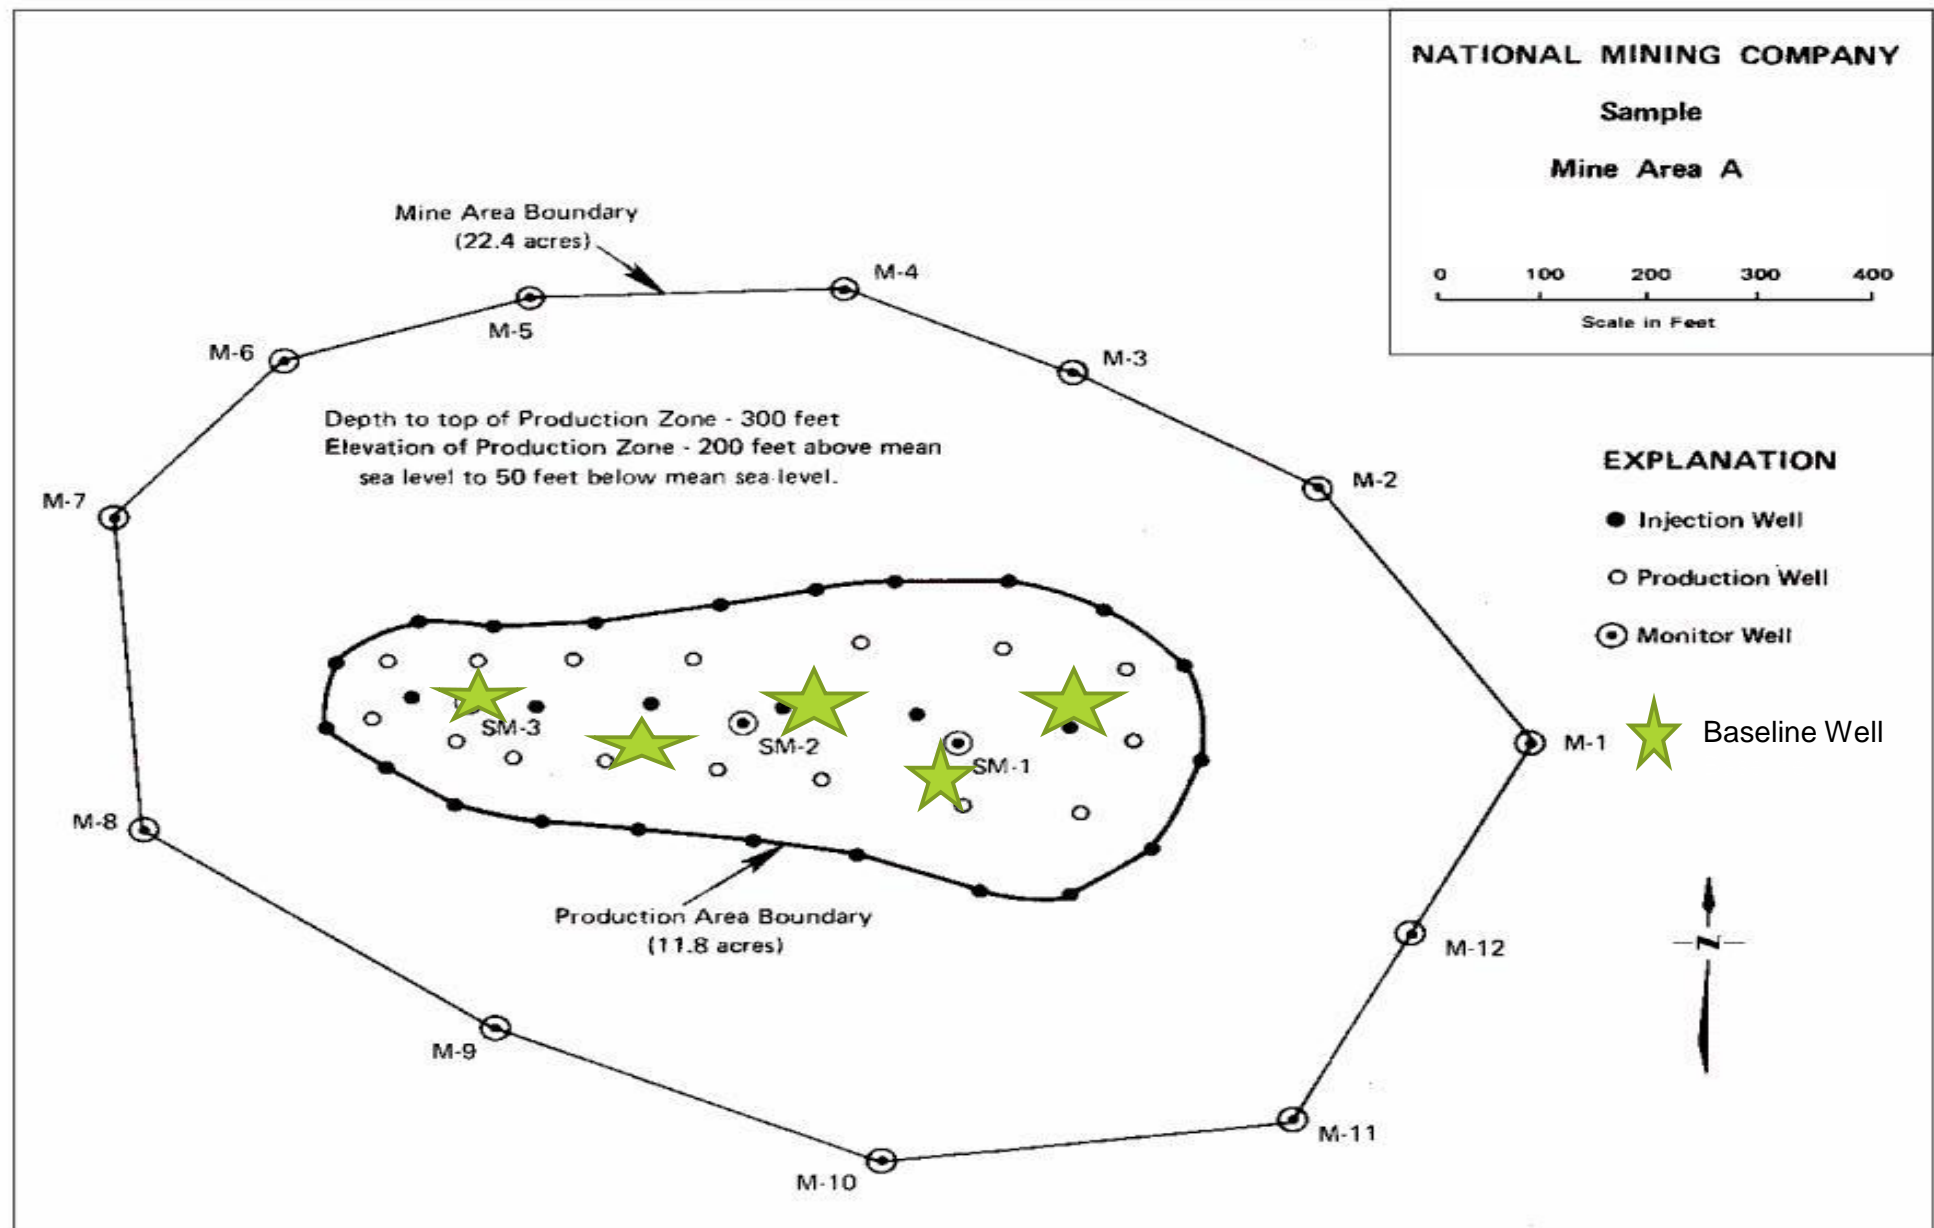 NATIONAL MINING COMPANY
Sample
Mine Area A
0 100 200 300 400
Scale in Feet
Mine Area Boundary
(22.4 acres)
M-4
M-5
M-6
M-3
Depth to top of Production Zone - 300 feet
Elevation of Production Zone - 200 feet above mean
sea level to 50 feet below mean sea level.
M-2
M-7
EXPLANATION
Injection Well
Production Well
Monitor Well
Baseline Well
SM-3
SM-2
SM-1
M-1
M-8
Production Area Boundary
(11.8 acres)
M-12
N
M-9
M-11
M-10